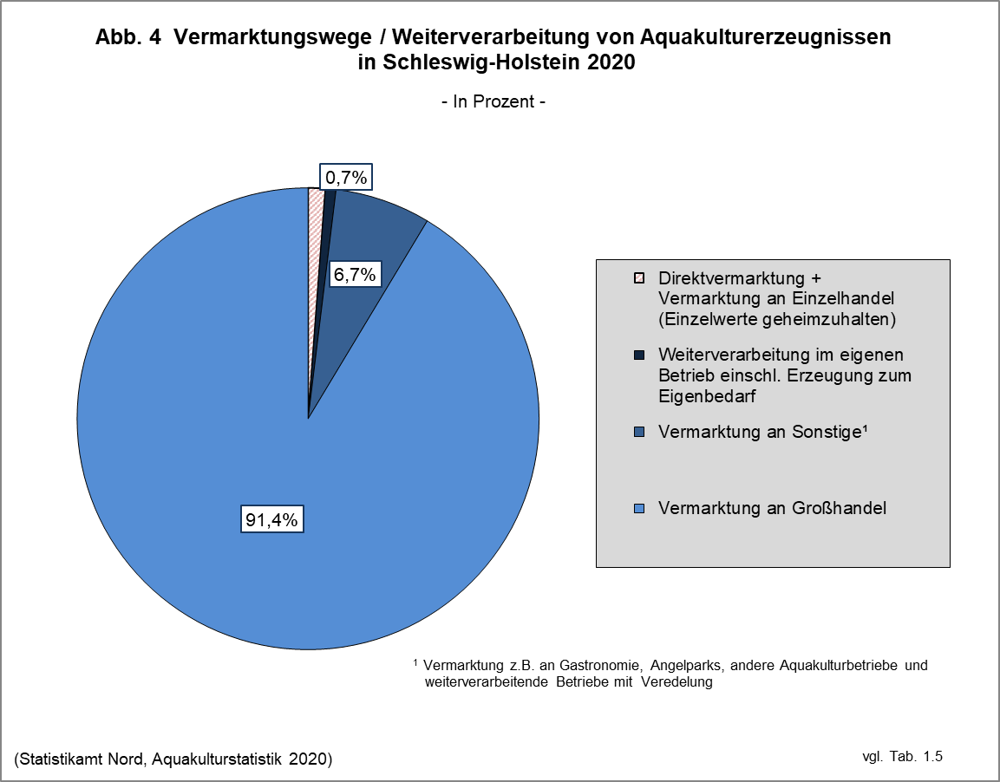 Abb. 4 Vermarktungswege / Weiterverarbeitung von Aquakulturerzeugnissen
in Schleswig-Holstein 2020
- In Prozent -
0,7%
6,7%
91,4%
Direktvermarktung +
Vermarktung an Einzelhandel
(Einzelwerte geheimzuhalten)
Weiterverarbeitung im eigenen
Betrieb einschl. Erzeugung zum
Eigenbedarf
Vermarktung an Sonstige¹
Vermarktung an Großhandel
¹ Vermarktung z.B. an Gastronomie, Angelparks, andere Aquakulturbetriebe und
weiterverarbeitende Betriebe mit Veredelung
(Statistikamt Nord, Aquakulturstatistik 2020)
vgl. Tab. 1.5